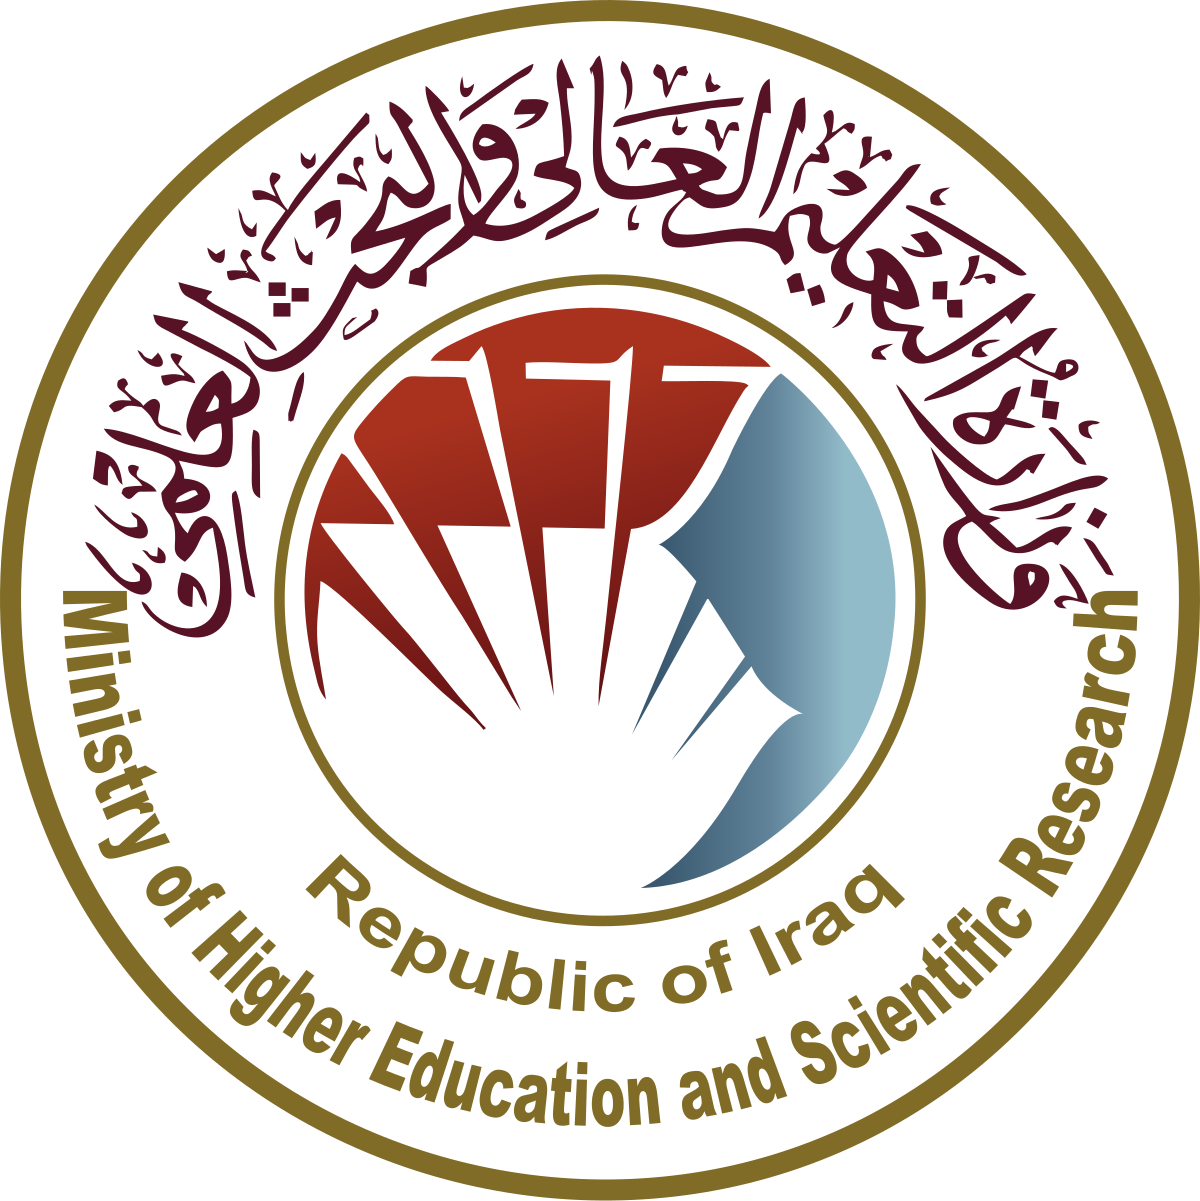 وزارة التعليم العالي والبحث العلمي
Republic of Iraq
Ministry of Higher Education and Scientific Research